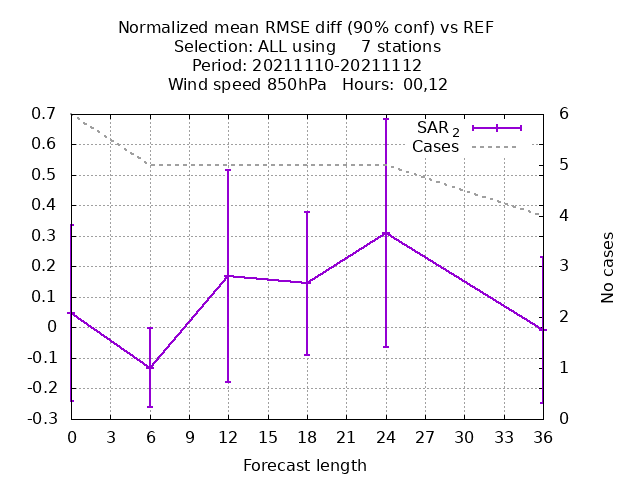 Normalized mean RMSE diff (90% conf) vs REF
Selection: ALL using 7 stations
Period: 20211110-20211112
Wind speed 850hPa Hours: 00,12
SAR 2
Cases
0.7
0.6
0.5
0.4
0.3
0.2
0.1
0
-0.1
-0.2
-0.3
6
5
4
3
2
1
0
No cases
0 3 6 9 12 15 18 21 24 27 30 33 36
Forecast length